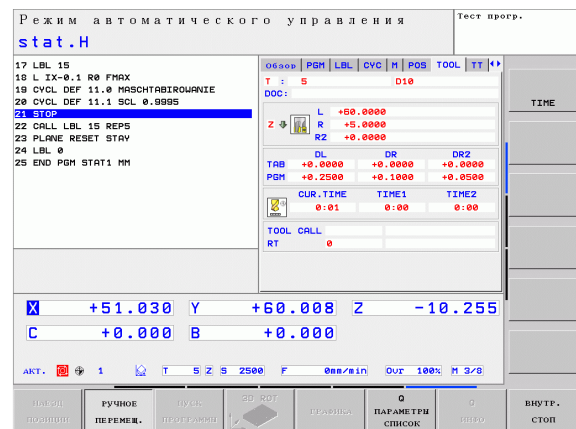 Режим автоматического управления
Тест прогр.
stat.H
17 LBL 15
18 L IX-0.1 R0 FMAX
19 CYCL DEF 11.0 MASCHTABIROWANIE
20 CYCL DEF 11.1 SCL 0.9995
21 STOP
22 CALL LBL 15 REP5
23 PLANE RESET STAY
24 LBL 0
25 END PGM STAT1 MM
Обзор PGM LBL CYC M POS TOOL TT
T : 5 D10
DOC:
L +60.0000
Z R +5.0000
R2 +0.0000
DL DR DR2
TAB +0.0000 +0.0000 +0.0000
PGM +0.2500 +0.1000 +0.0500
CUR.TIME TIME1 TIME2
0:01 0:00 0:00
TOOL CALL
RT 0
TIME
X +51.030 Y +60.008 Z -10.255
C +0.000 B +0.000
АКТ. 1 T 5 Z S 2500 F 0mm/min Ovr 100% M 3/8
РУЧНОЕ ПЕРЕМЕЩ.
3D ROT
ГРАФИКА
Q ПАРАМЕТРЫ СПИСОК
Q ИНФО
ВНУТР. СТОП